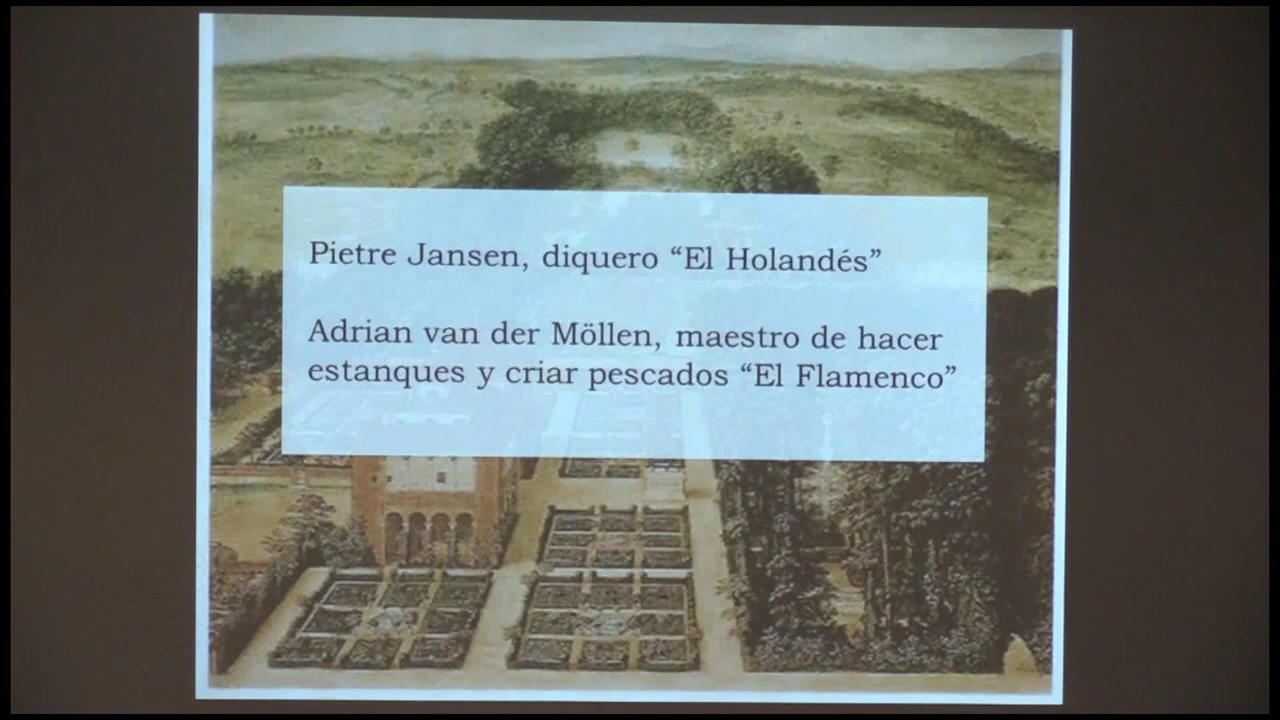 Pietre Jansen, diquero “El Holandés”
Adrian van der Möllen, maestro de hacer
estanques y criar pescados “El Flamenco”